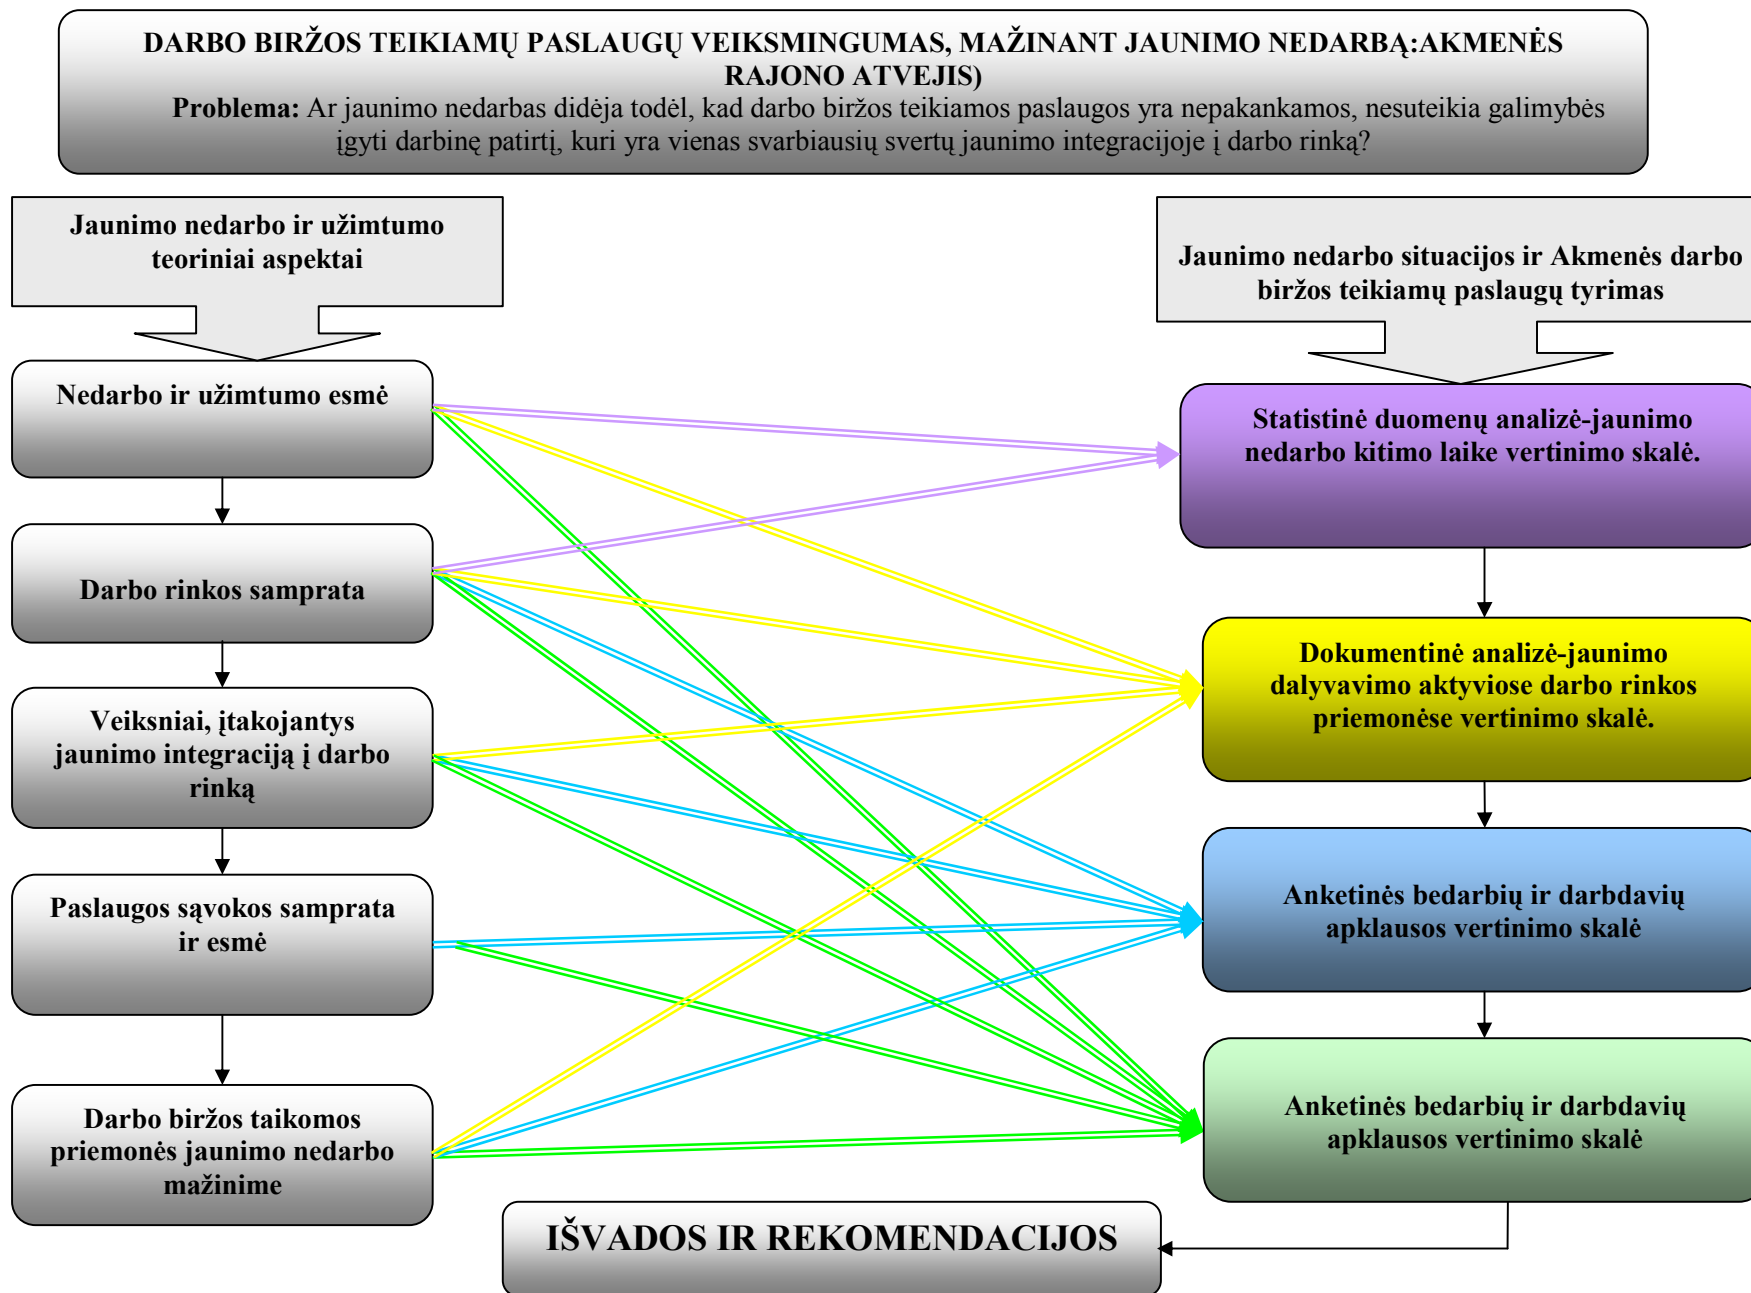 DARBO BIRŽOS TEIKIAMŲ PASLAUGŲ VEIKSMINGUMAS, MAŽINANT JAUNIMO NEDARBĄ:AKMENĖS
RAJONO ATVEJIS)
Problema: Ar jaunimo nedarbas didėja todėl, kad darbo biržos teikiamos paslaugos yra nepakankamos, nesuteikia galimybės
įgyti darbinę patirtį, kuri yra vienas svarbiausių svertų jaunimo integracijoje į darbo rinką?
Jaunimo nedarbo ir užimtumo
teoriniai aspektai
Nedarbo ir užimtumo esmė
Darbo rinkos samprata
Veiksniai, įtakojantys
jaunimo integraciją į darbo
rinką
Paslaugos sąvokos samprata
ir esmė
Darbo biržos taikomos
priemonės jaunimo nedarbo
mažinime
Jaunimo nedarbo situacijos ir Akmenės darbo
biržos teikiamų paslaugų tyrimas
Statistinė duomenų analizė-jaunimo
nedarbo kitimo laike vertinimo skalė.
Dokumentinė analizė-jaunimo
dalyvavimo aktyviose darbo rinkos
priemonėse vertinimo skalė.
Anketinės bedarbių ir darbdavių
apklausos vertinimo skalė
Anketinės bedarbių ir darbdavių
apklausos vertinimo skalė
IŠVADOS IR REKOMENDACIJOS